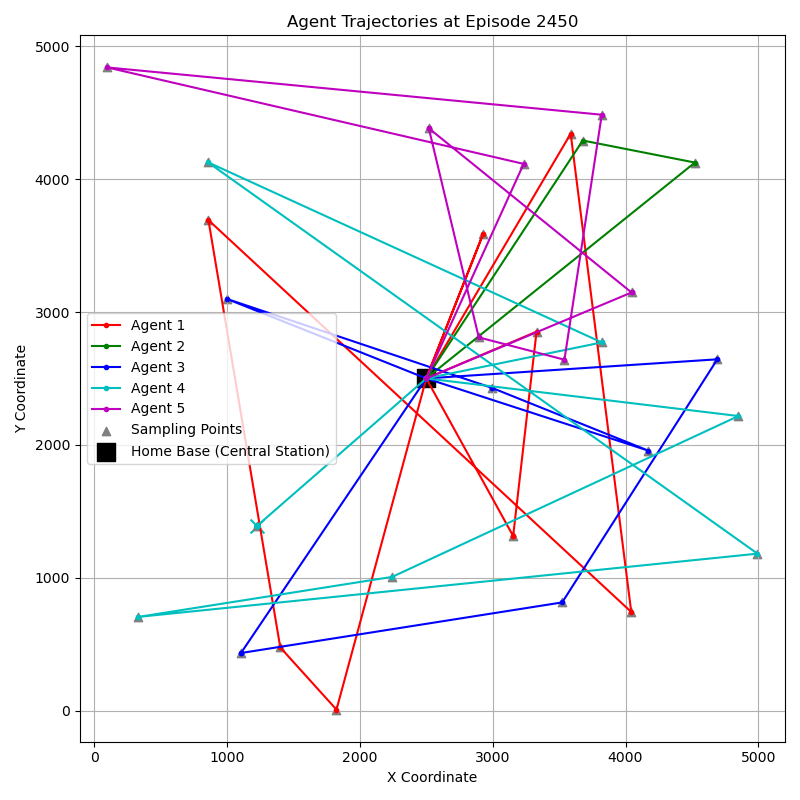 Agent Trajectories at Episode 2450
Y Coordinate
5000
4000
3000
2000
1000
0
Agent 1
Agent 2
Agent 3
Agent 4
Agent 5
Sampling Points
Home Base (Central Station)
0 1000 2000 3000 4000 5000
X Coordinate